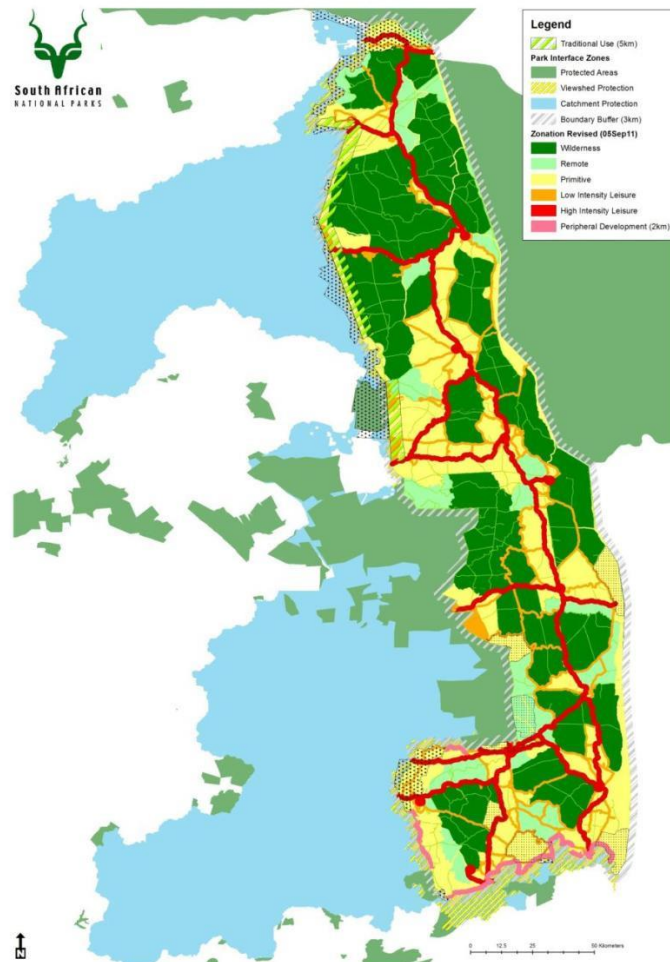 South African
NATIONAL PARKS
Legend
Traditional Use (5km)
Park Interface Zones
Protected Areas
Viewshed Protection
Catchment Protection
Boundary Buffer (3km)
Zonation Revised (05Sep11)
Wilderness
Remote
Primitive
Low Intensity Leisure
High Intensity Leisure
Peripheral Development (2km)
N
0 12.5 25 50 Kilometers